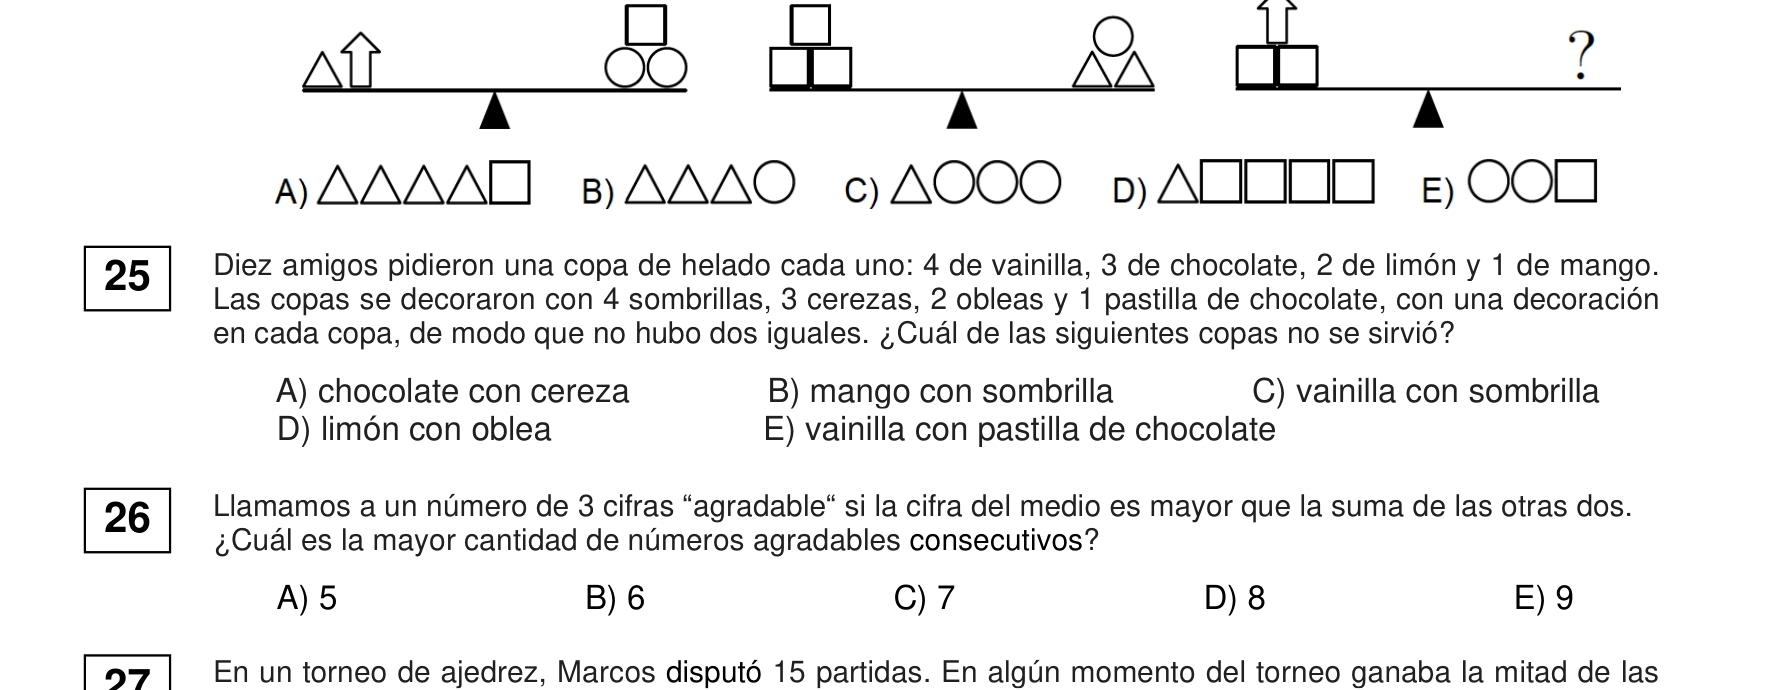 ?
A) B) C) D) E)
25
Diez amigos pidieron una copa de helado cada uno: 4 de vainilla, 3 de chocolate, 2 de limón y 1 de mango.
Las copas se decoraron con 4 sombrillas, 3 cerezas, 2 obleas y 1 pastilla de chocolate, con una decoración
en cada copa, de modo que no hubo dos iguales. ¿Cuál de las siguientes copas no se sirvió?
A) chocolate con cereza B) mango con sombrilla C) vainilla con sombrilla
D) limón con oblea E) vainilla con pastilla de chocolate
26
Llamamos a un número de 3 cifras “agradable“ si la cifra del medio es mayor que la suma de las otras dos.
¿Cuál es la mayor cantidad de números agradables consecutivos?
A) 5 B) 6 C) 7 D) 8 E) 9
27
En un torneo de ajedrez, Marcos disputó 15 partidas. En algún momento del torneo ganaba la mitad de las